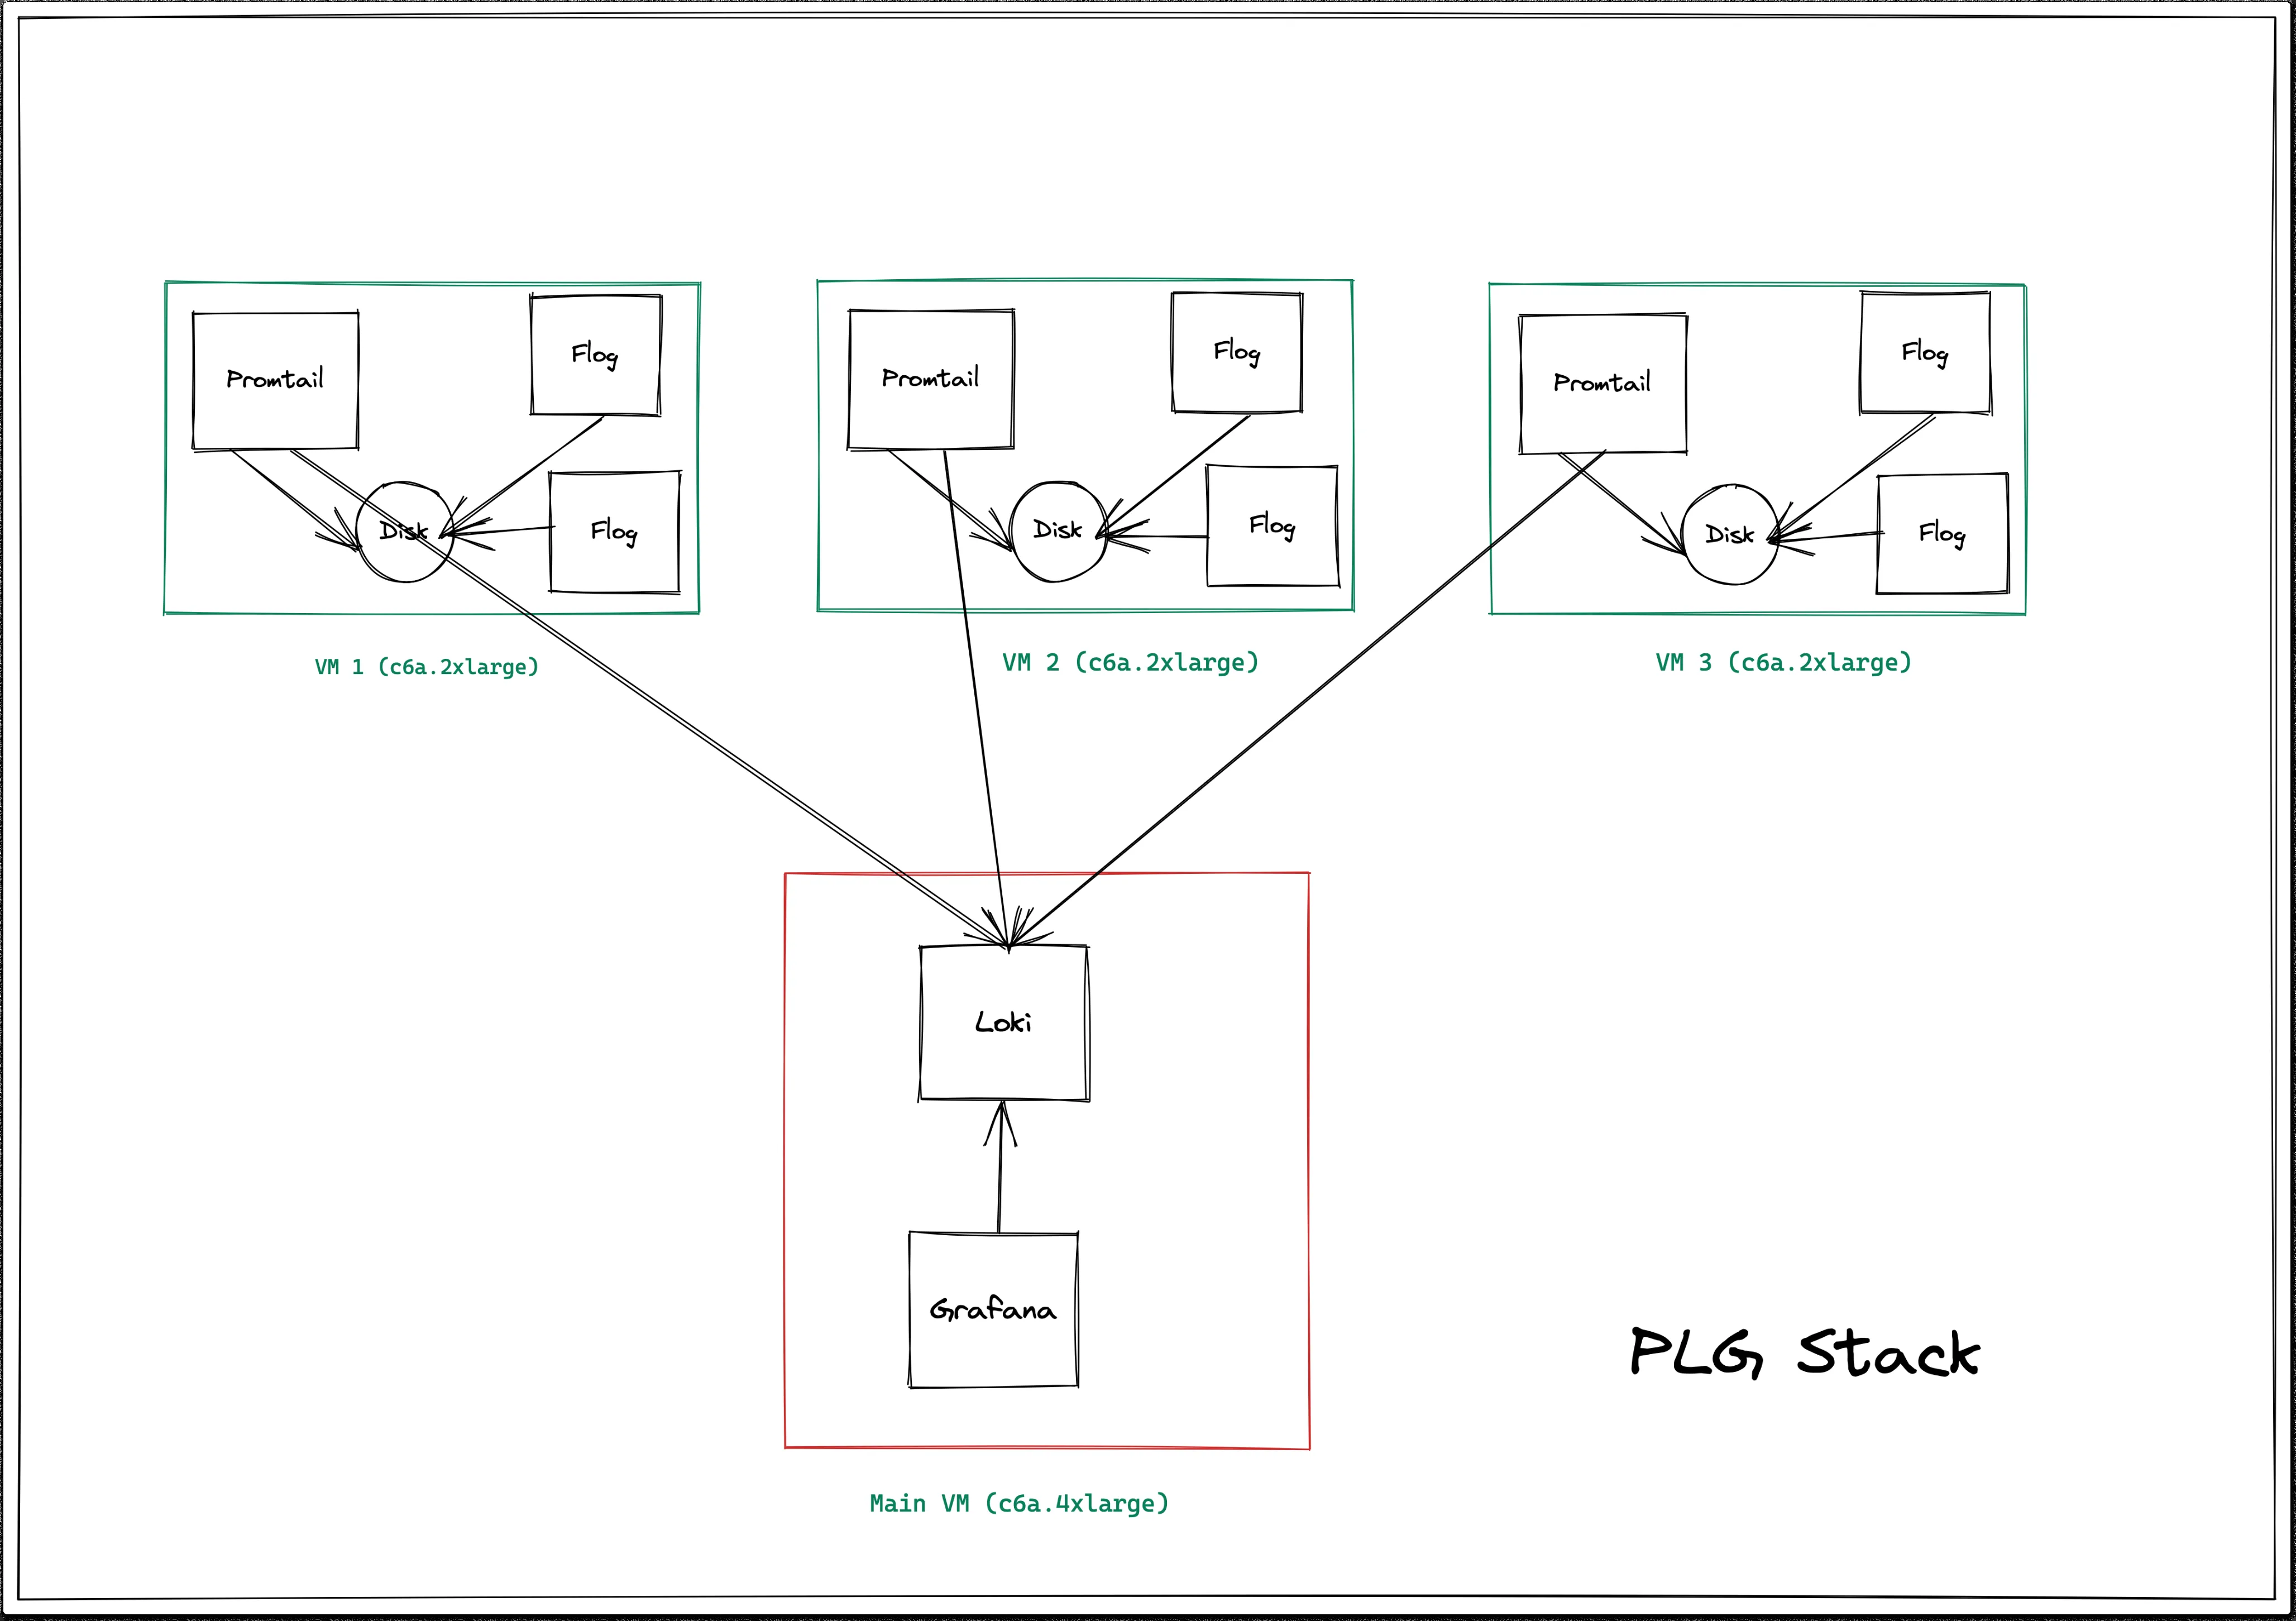 Promtail
Flog
Disk
Flog
VM 1 (c6a.2xlarge)
Promtail
Flog
Disk
Flog
VM 2 (c6a.2xlarge)
Promtail
Flog
Disk
Flog
VM 3 (c6a.2xlarge)
Loki
Grafana
Main VM (c6a.4xlarge)
PLG Stack